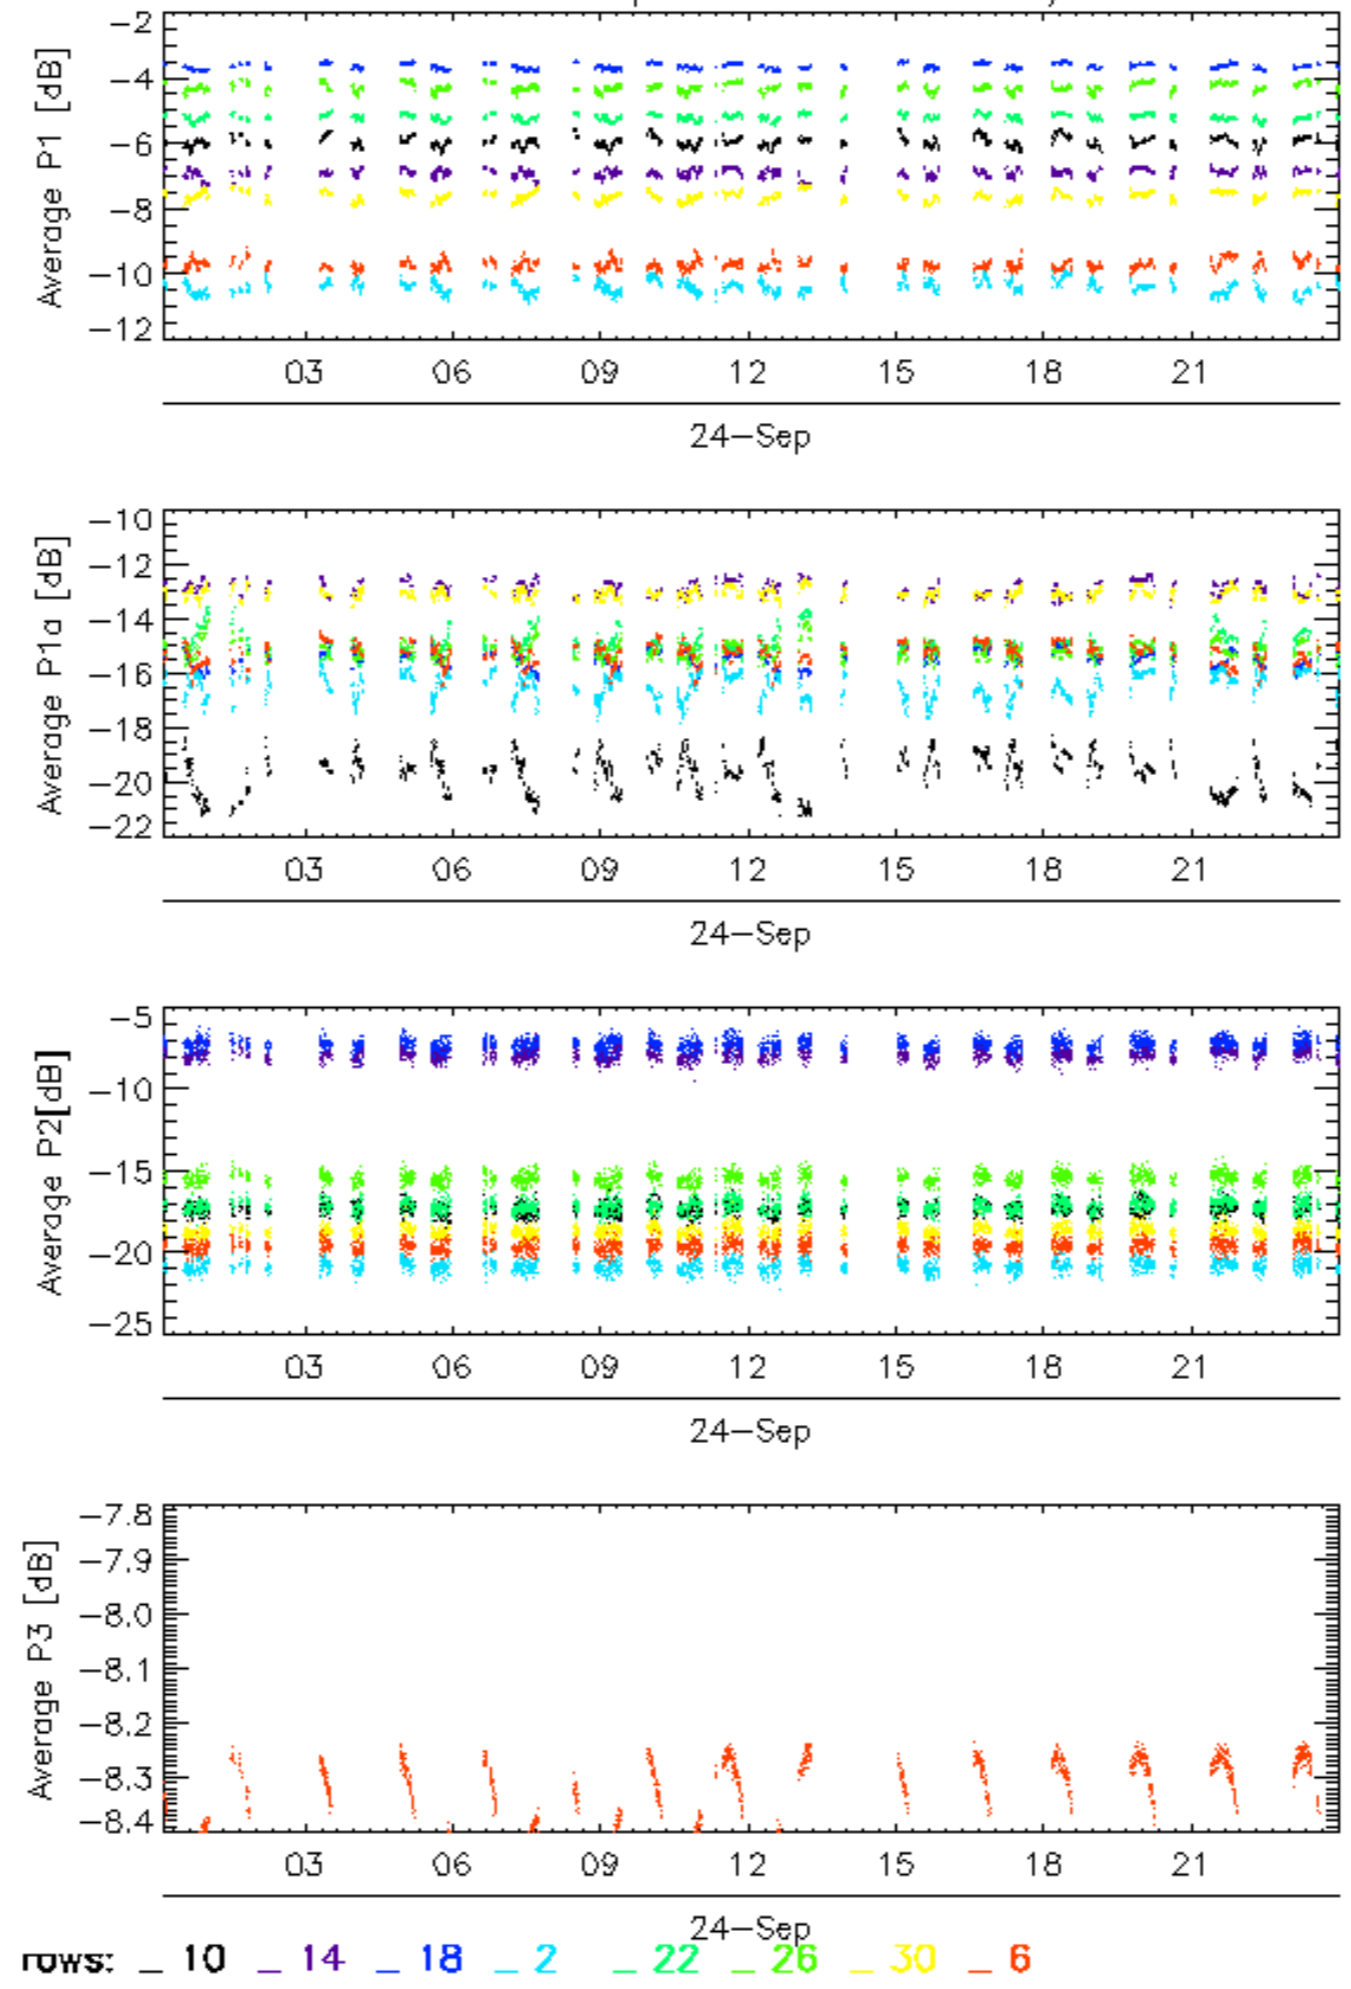 Average P1 [dB]
−2
−4
−6
−8
−10
−12
03 06 09 12 15 18 21
24−Sep
Average P1a [dB]
−10
−12
−14
−16
−18
−20
−22
03 06 09 12 15 18 21
24−Sep
Average P2[dB]
−5
−10
−15
−20
−25
03 06 09 12 15 18 21
24−Sep
Average P3 [dB]
−7.8
−7.9
−8.0
−8.1
−8.2
−8.3
−8.4
03 06 09 12 15 18 21
24−Sep
rows: _ 10 _ 14 _ 18 _ 2 _ 22 _ 26 _ 30 _ 6